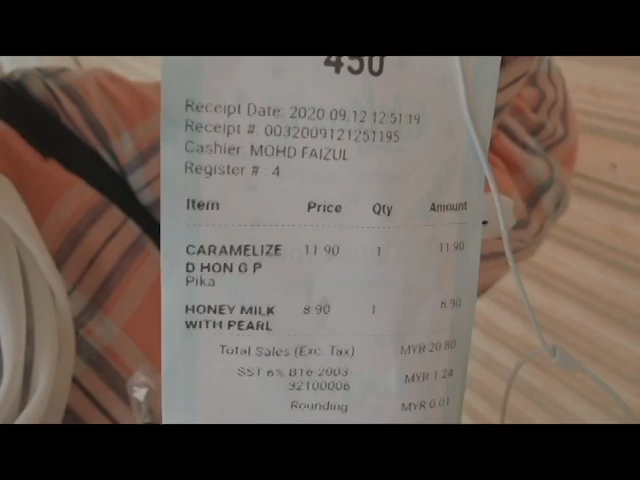 450
Receipt Date: 2020.09.12 12:51:19
Receipt #: 0032009121251195
Cashier: MOHD FAIZUL
Register #: 4
Item Price Qty Amount
CARAMELIZE 11.90 1 11.90
D HON G P
Pika
HONEY MILK 8.90 1 8.90
WITH PEARL
Total Sales (Exc. Tax) MYR 20.80
SST 6% B16-2003- MYR 1.24
32100006
Rounding MYR 0.01